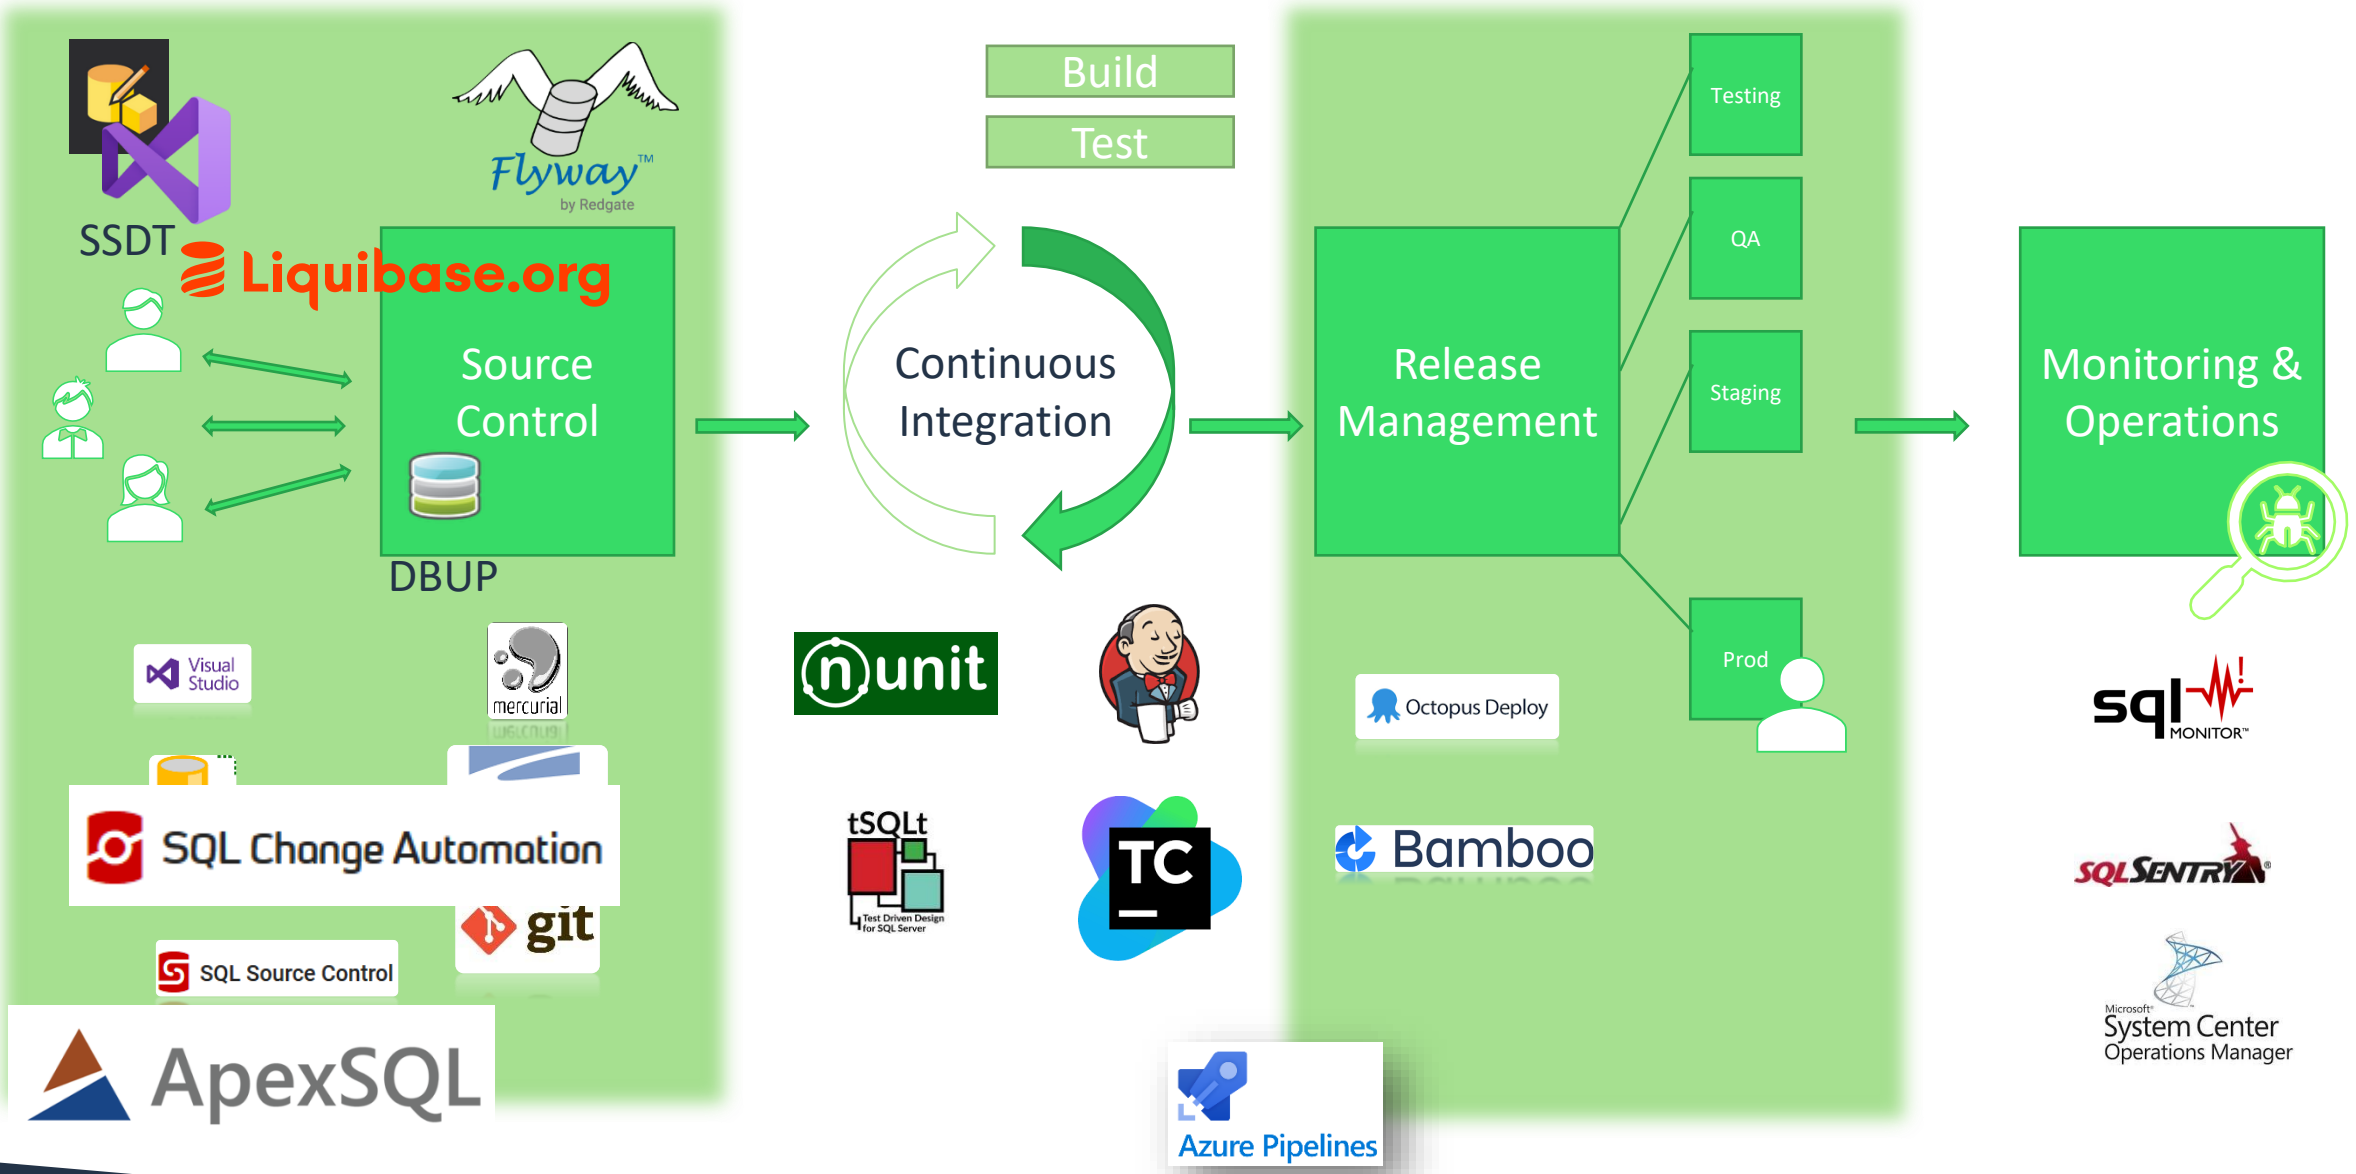 SSDT
Flyway™
by Redgate
Liquibase.org
Source
Control
DBUP
Visual
Studio
mercurial
SQL Change Automation
git
SQL Source Control
ApexSQL
Build
Test
Continuous
Integration
nunit
tSQLt
Test Driven Design
for SQL Server
TC
Azure Pipelines
Release
Management
Testing
QA
Staging
Prod
Octopus Deploy
Bamboo
Monitoring &
Operations
sql
MONITOR™
SQL SENTRY®
Microsoft®
System Center
Operations Manager